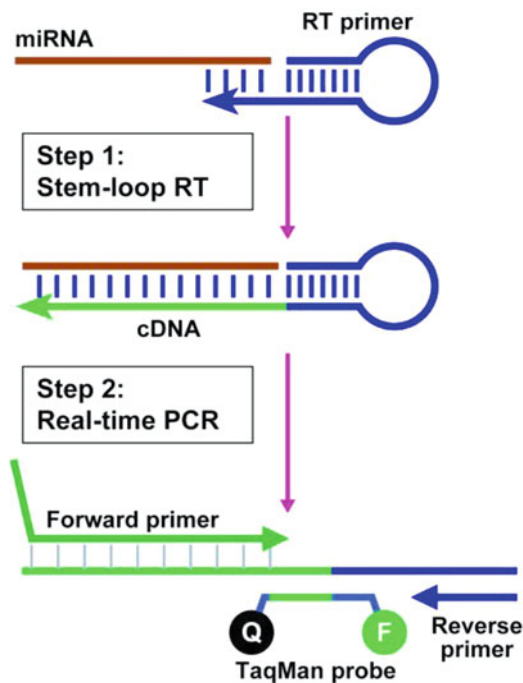 miRNA
RT primer
Step 1:
Stem-loop RT
cDNA
Step 2:
Real-time PCR
Forward primer
Q
F
Reverse
primer
TaqMan probe